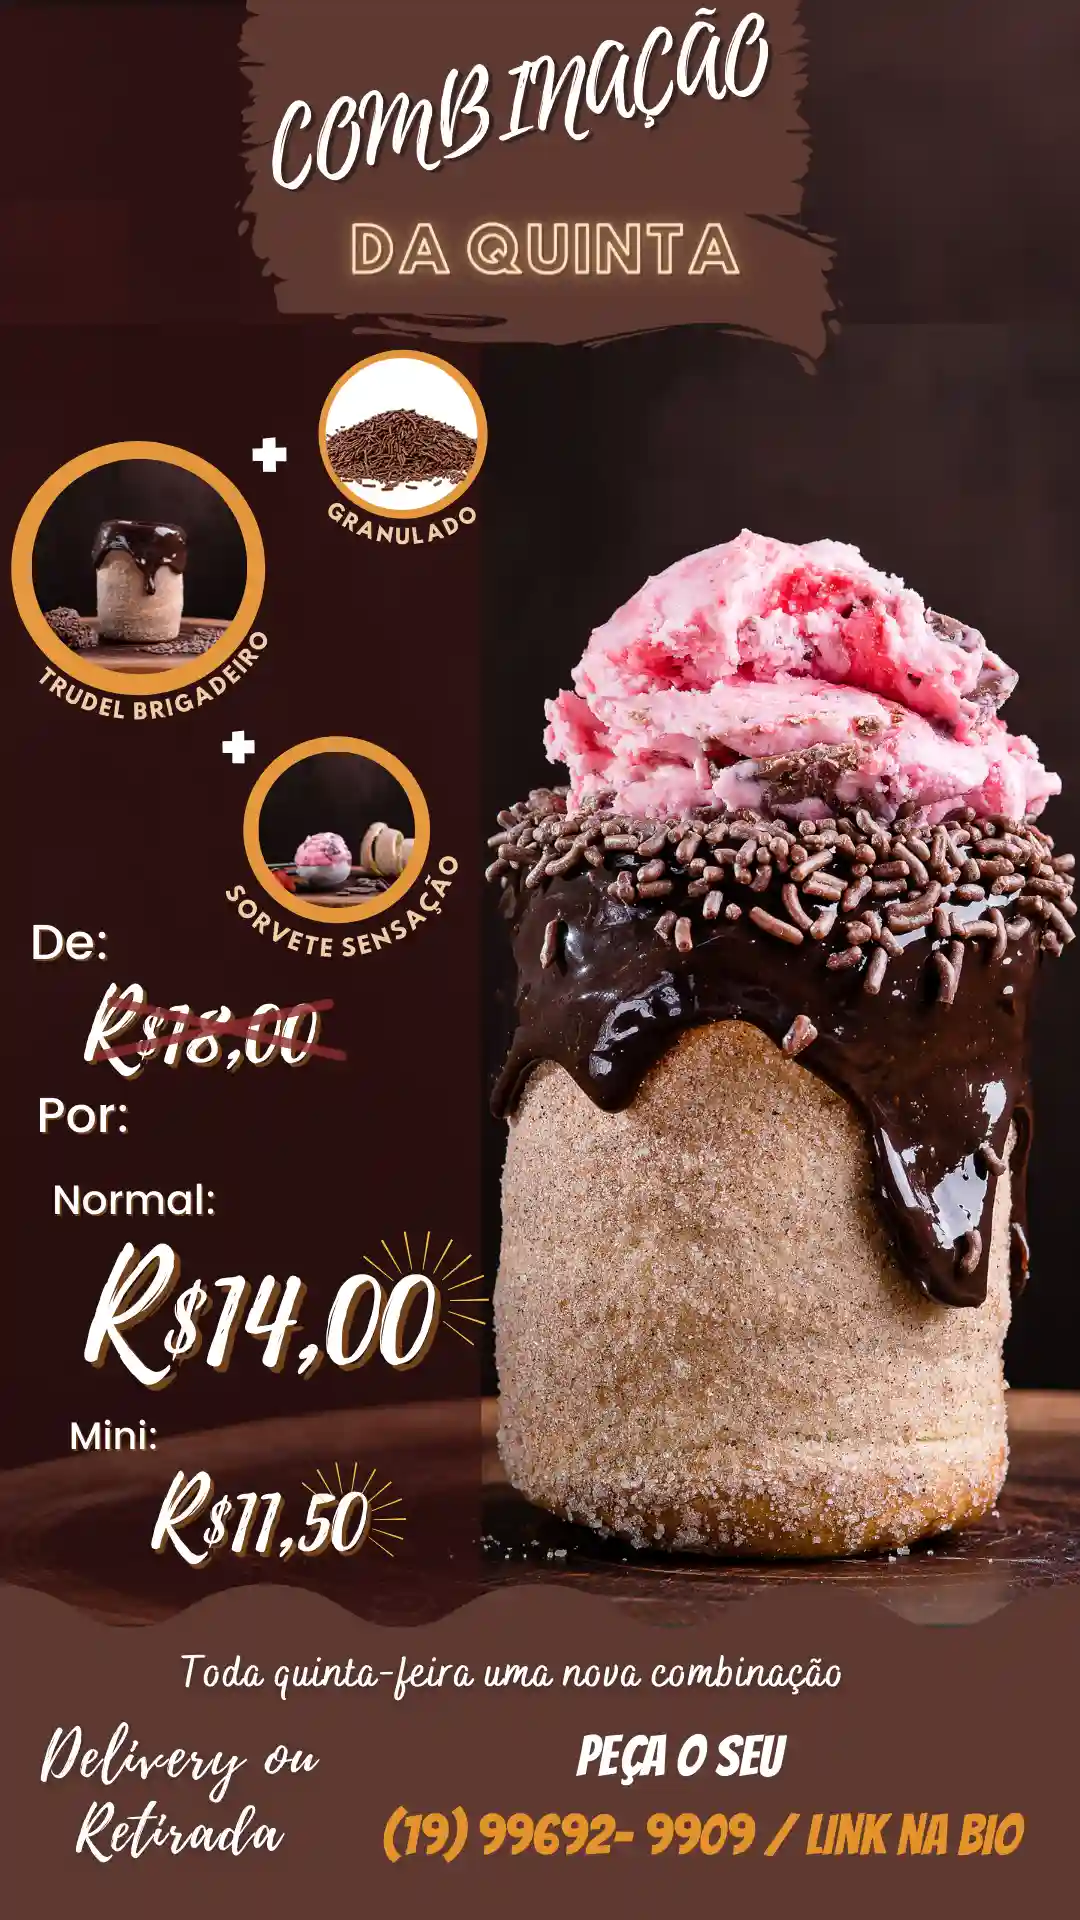 COMBINAÇÃO
DA QUINTA
GRANULADO
TRUDEL BRIGADEIRO
SORVETE SENSAÇÃO
De:
R$18,00
Por:
Normal:
R$14,00
Mini:
R$11,50
Toda quinta-feira uma nova combinação
Delivery ou
Retirada
PEÇA O SEU
(19) 99692- 9909 / LINK NA BIO